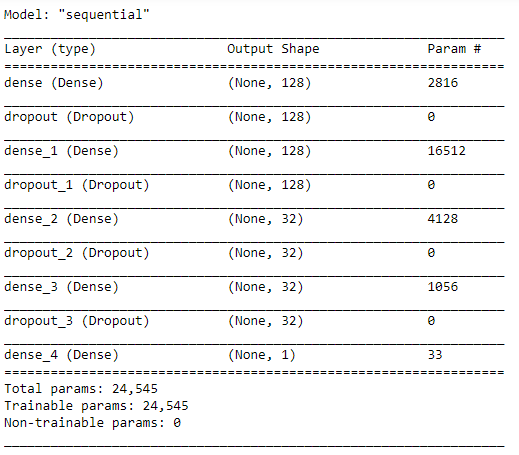 Model: "sequential"
_________________________________________________________________
Layer (type)                 Output Shape              Param #
=================================================================
dense (Dense)                (None, 128)               2816
_________________________________________________________________
dropout (Dropout)            (None, 128)               0
_________________________________________________________________
dense_1 (Dense)              (None, 128)               16512
_________________________________________________________________
dropout_1 (Dropout)          (None, 128)               0
_________________________________________________________________
dense_2 (Dense)              (None, 32)                4128
_________________________________________________________________
dropout_2 (Dropout)          (None, 32)                0
_________________________________________________________________
dense_3 (Dense)              (None, 32)                1056
_________________________________________________________________
dropout_3 (Dropout)          (None, 32)                0
_________________________________________________________________
dense_4 (Dense)              (None, 1)                 33
=================================================================
Total params: 24,545
Trainable params: 24,545
Non-trainable params: 0
_________________________________________________________________